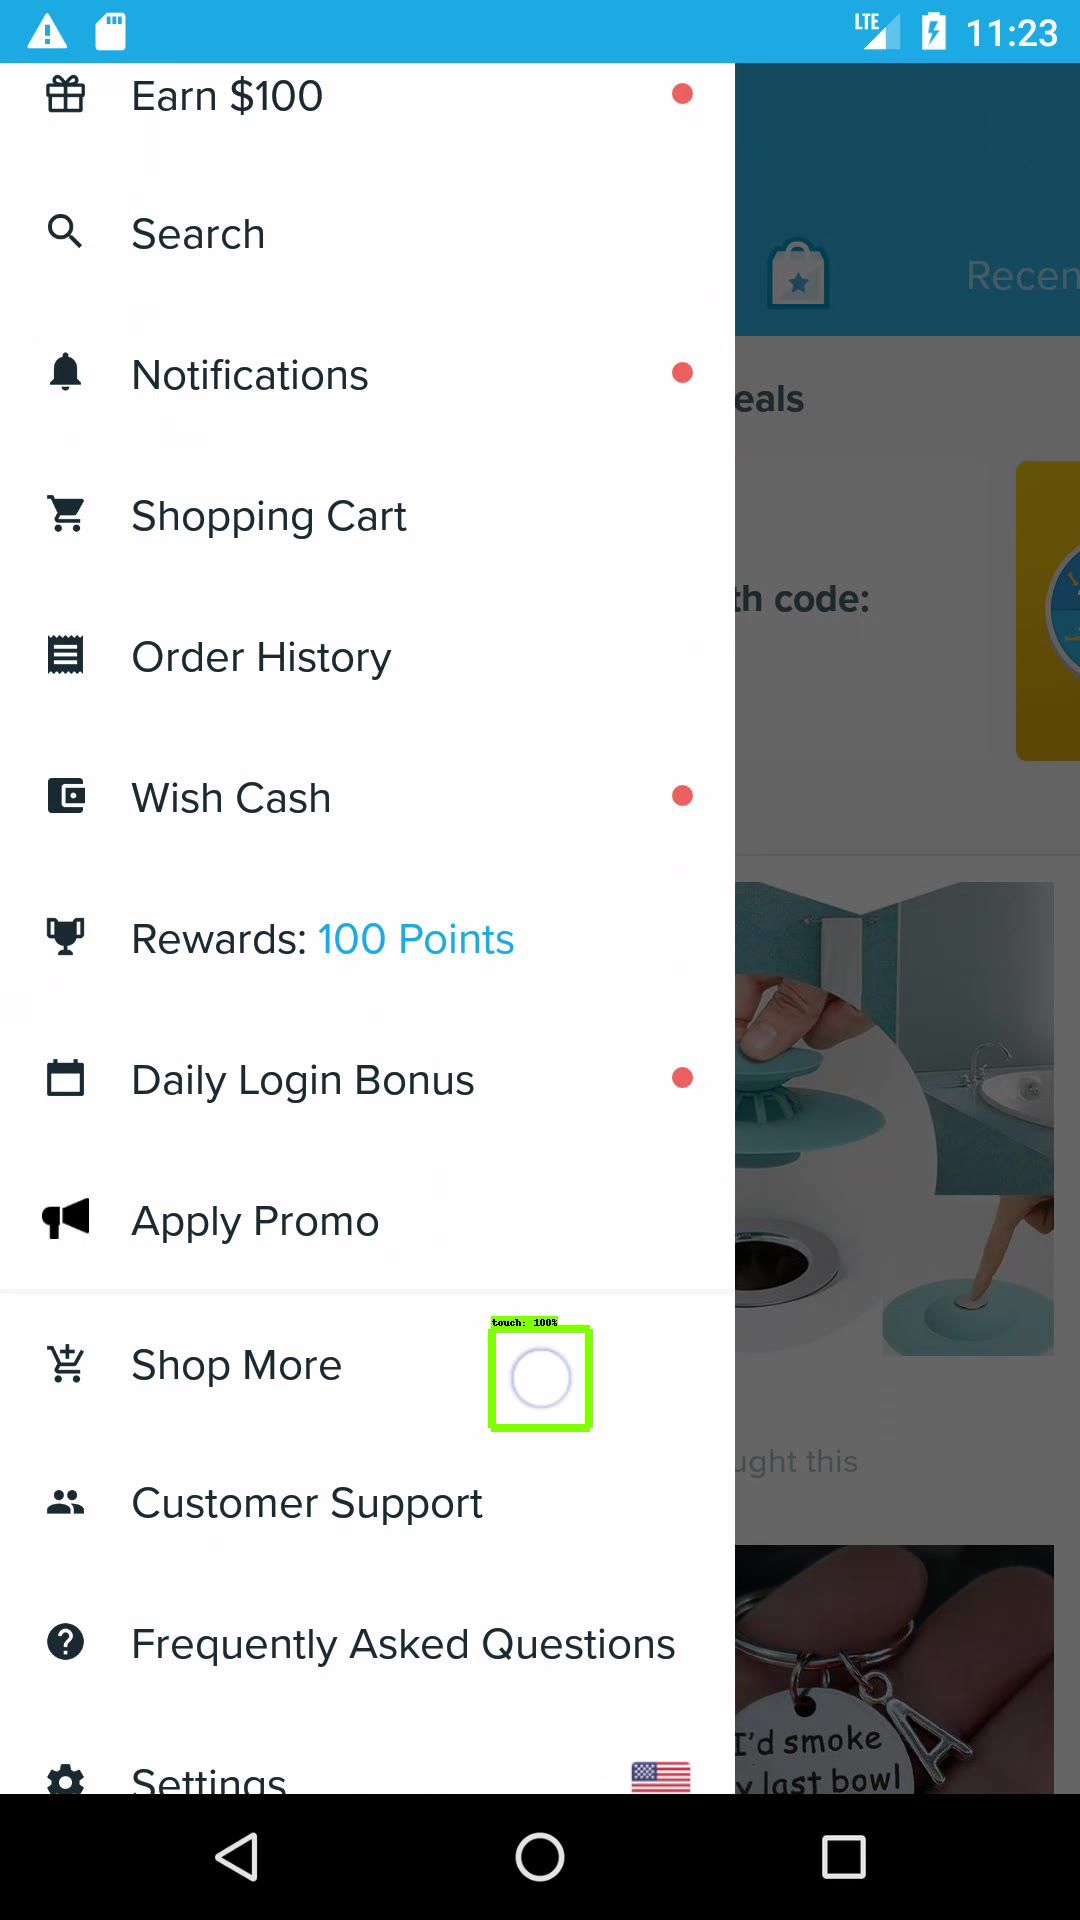 LTE 11:23
Earn $100
Search
Recen
Notifications
eals
Shopping Cart
th code:
Order History
Wish Cash
Rewards: 100 Points
Daily Login Bonus
Apply Promo
touch: 100%
Shop More
ught this
Customer Support
Frequently Asked Questions
I'd smoke
A
y last bowl
Settings